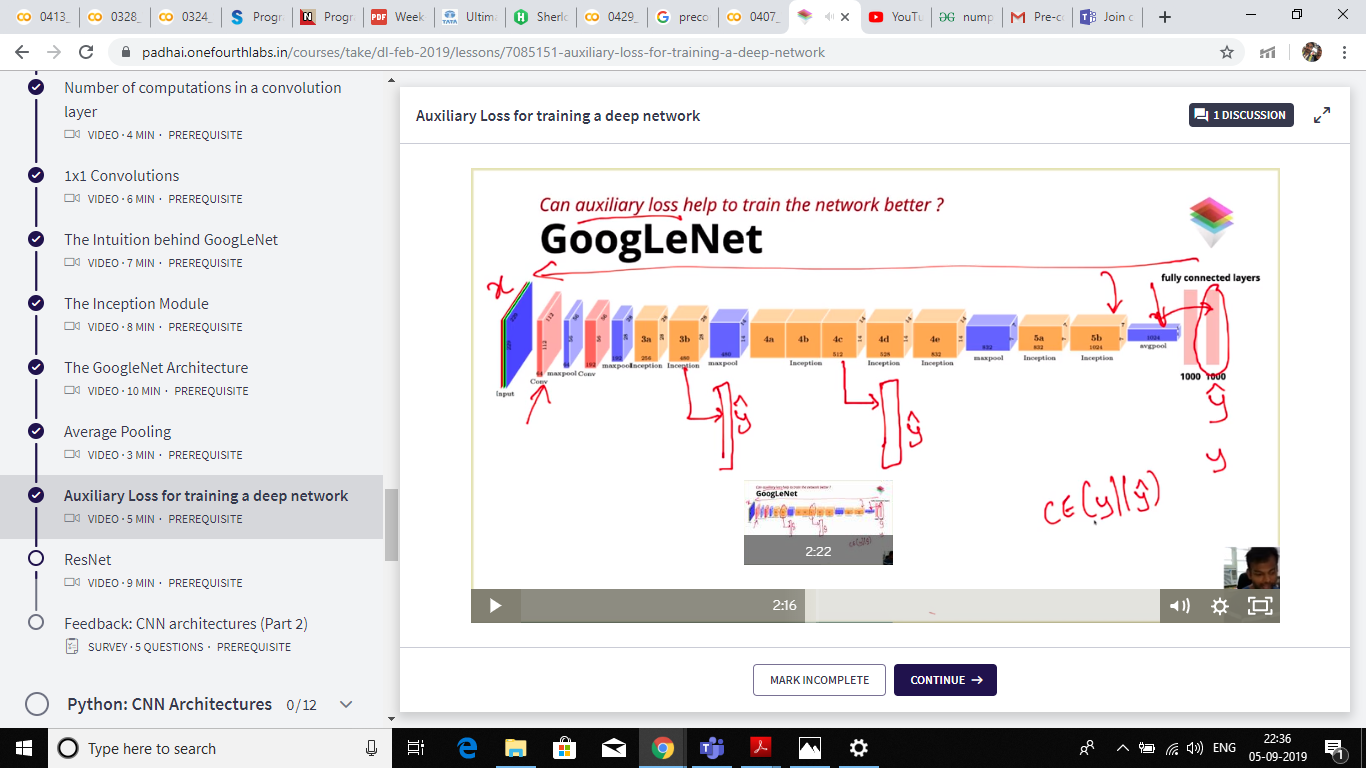 0413_
0328_
0324_
Progra
Progra
Week
Ultima
Sherlo
0429_
preco
0407_
YouTu
nump
Pre-c
Join c
padhai.onefourthlabs.in/courses/take/dl-feb-2019/lessons/7085151-auxiliary-loss-for-training-a-deep-network
Number of computations in a convolution
layer
VIDEO · 4 MIN · PREREQUISITE
1x1 Convolutions
VIDEO · 6 MIN · PREREQUISITE
The Intuition behind GoogLeNet
VIDEO · 7 MIN · PREREQUISITE
The Inception Module
VIDEO · 8 MIN · PREREQUISITE
The GoogleNet Architecture
VIDEO · 10 MIN · PREREQUISITE
Average Pooling
VIDEO · 3 MIN · PREREQUISITE
Auxiliary Loss for training a deep network
VIDEO · 5 MIN · PREREQUISITE
ResNet
VIDEO · 9 MIN · PREREQUISITE
Feedback: CNN architectures (Part 2)
SURVEY · 5 QUESTIONS · PREREQUISITE
Python: CNN Architectures 0/12
Auxiliary Loss for training a deep network
1 DISCUSSION
Can auxiliary loss help to train the network better ?
GoogLeNet
fully connected layers
x
3a 3b 4a 4b 4c 4d 4e 5a 5b
256 480 480 512 528 832 832 832 1024 1024
Input Conv maxpool Conv maxpool Inception Inception maxpool Inception Inception Inception maxpool Inception Inception avgpool
1000 1000
ŷ ŷ ŷ
y
CE(y||ŷ)
GoogLeNet
2:22
2:16
MARK INCOMPLETE
CONTINUE →
Type here to search
ENG
22:36
05-09-2019
1